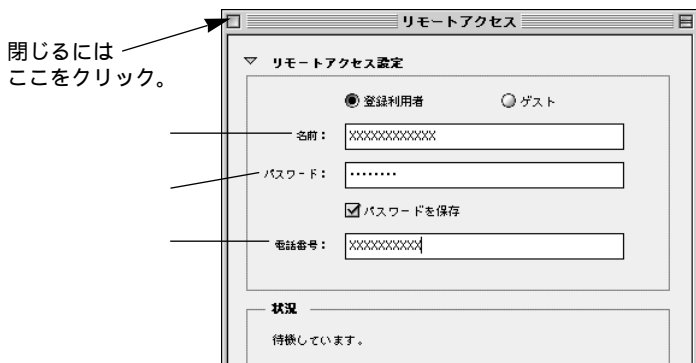 リモートアクセス
閉じるには
ここをクリック。
リモートアクセス設定
登録利用者
ゲスト
名前：
XXXXXXXXXXXX
パスワード：
••••••••
パスワードを保存
電話番号：
XXXXXXXXXX
状況
待機しています。